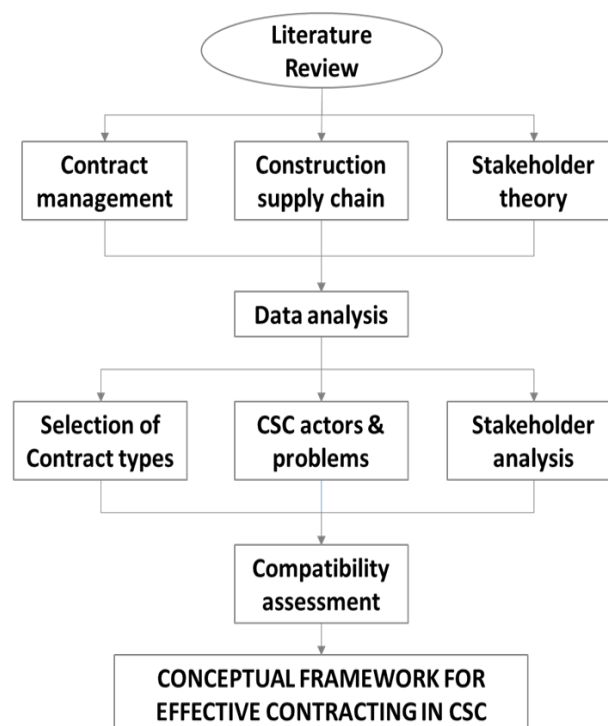 Literature
Review
Contract
management
Construction
supply chain
Stakeholder
theory
Data analysis
Selection of
Contract types
CSC actors &
problems
Stakeholder
analysis
Compatibility
assessment
CONCEPTUAL FRAMEWORK FOR
EFFECTIVE CONTRACTING IN CSC